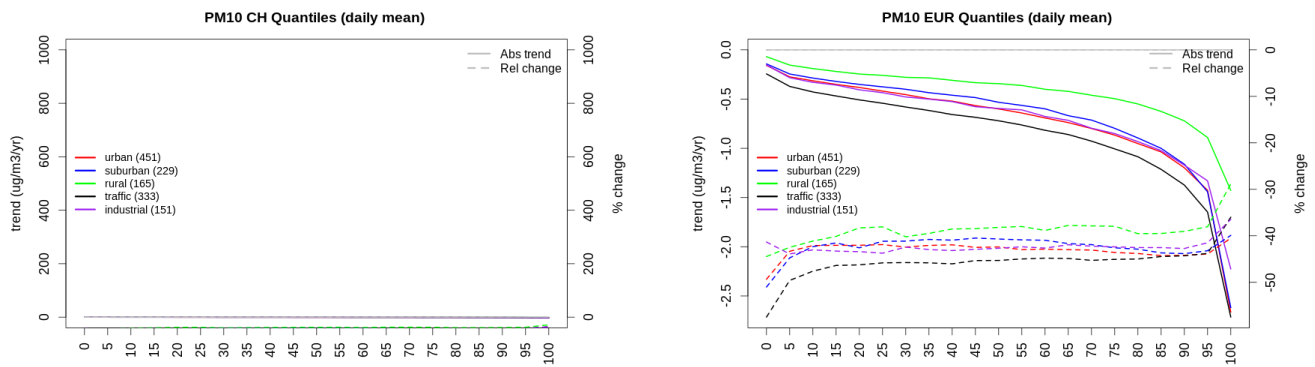 PM10 CH Quantiles (daily mean)
trend (ug/m3/yr)
1000
800
600
400
200
0
Abs trend
Rel change
urban (451)
suburban (229)
rural (165)
traffic (333)
industrial (151)
1000
800
600
400
200
0
% change
0 5 10 15 20 25 30 35 40 45 50 55 60 65 70 75 80 85 90 95 100
PM10 EUR Quantiles (daily mean)
trend (ug/m3/yr)
0.0
-0.5
-1.0
-1.5
-2.0
-2.5
Abs trend
Rel change
urban (451)
suburban (229)
rural (165)
traffic (333)
industrial (151)
0
-10
-20
-30
-40
-50
% change
0 5 10 15 20 25 30 35 40 45 50 55 60 65 70 75 80 85 90 95 100